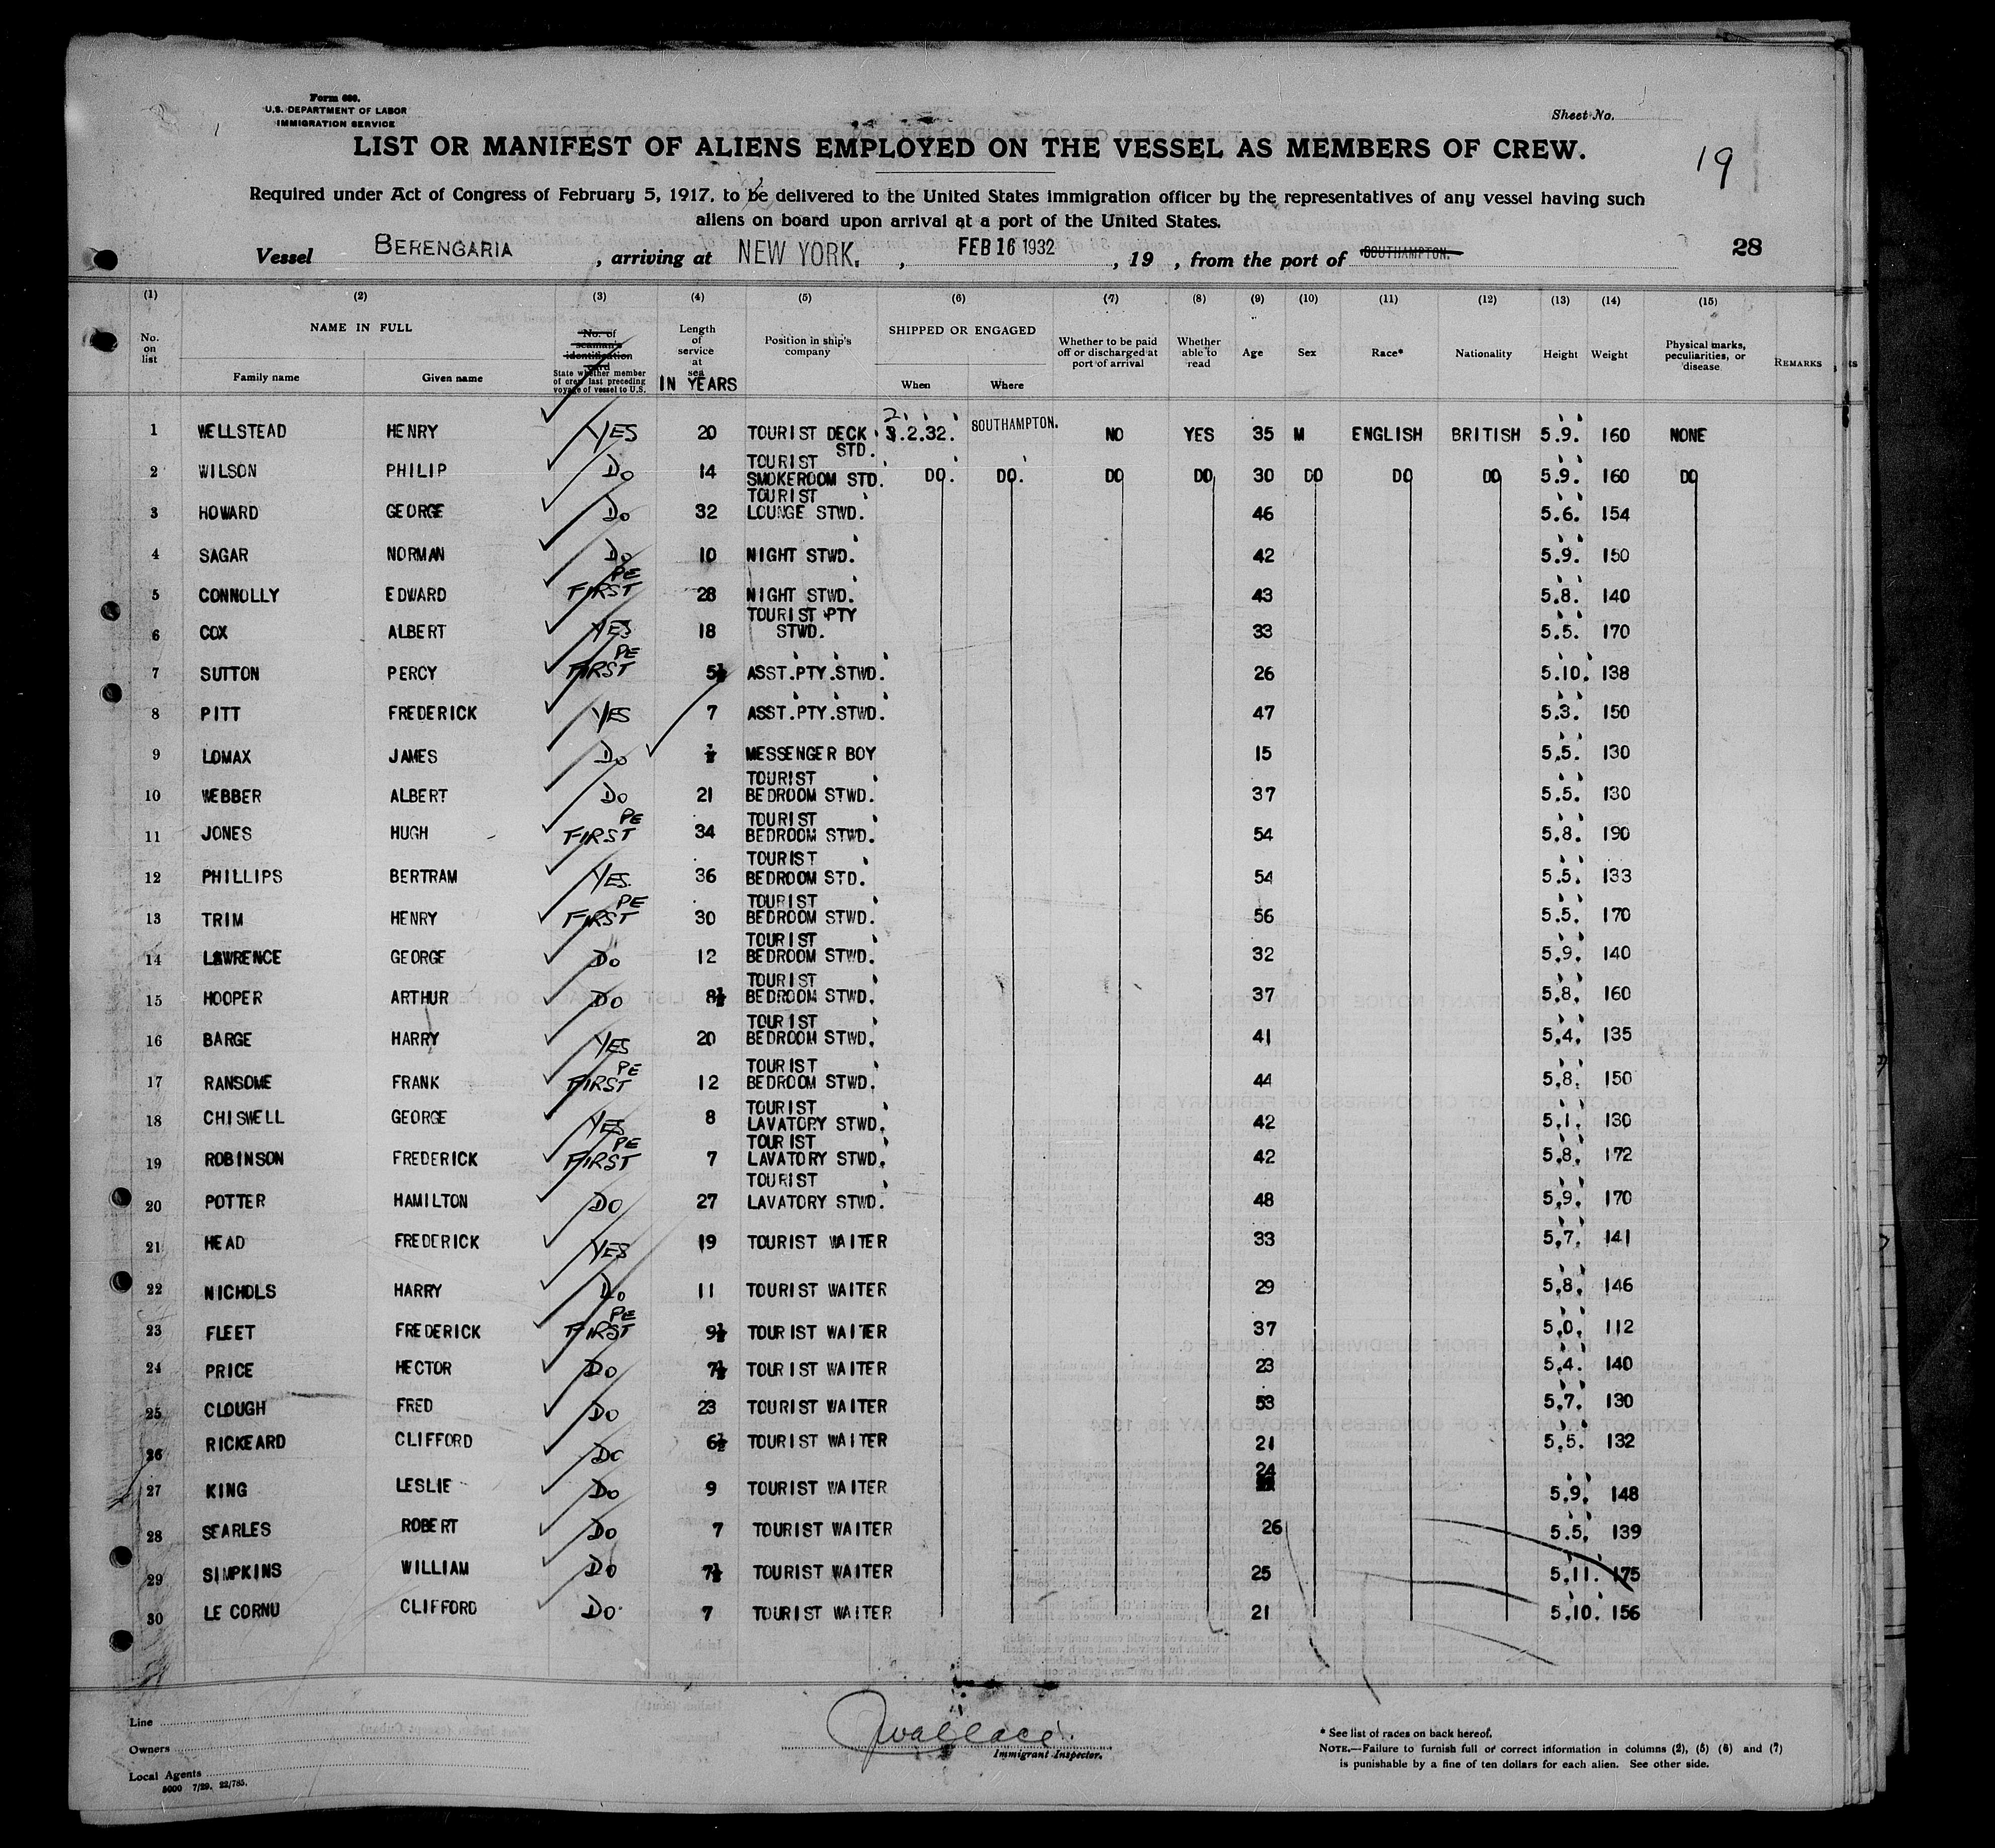 Form 680.
U.S. DEPARTMENT OF LABOR
IMMIGRATION SERVICE
Sheet No.
LIST OR MANIFEST OF ALIENS EMPLOYED ON THE VESSEL AS MEMBERS OF CREW.
19
Required under Act of Congress of February 5, 1917, to be delivered to the United States immigration officer by the representatives of any vessel having such
aliens on board upon arrival at a port of the United States.
Vessel BERENGARIA, arriving at NEW YORK., FEB 16 1932, 19 , from the port of SOUTHAMPTON. 28
(1) (2) (3) (4) (5) (6) (7) (8) (9) (10) (11) (12) (13) (14) (15)
No. on list
NAME IN FULL
Family name Given name
No. of seaman's identification card
State whether member of crew last preceding voyage of vessel to U.S.
Length of service at sea
IN YEARS
Position in ship's company
SHIPPED OR ENGAGED
When Where
Whether to be paid off or discharged at port of arrival
Whether able to read
Age Sex Race* Nationality Height Weight
Physical marks, peculiarities, or disease
REMARKS
1 WELLSTEAD HENRY YES 20 TOURIST DECK STD. 2.32. SOUTHAMPTON. NO YES 35 M ENGLISH BRITISH 5.9. 160 NONE
2 WILSON PHILIP Do 14 TOURIST SMOKEROOM STD. DO. DO. DO DO 30 DO DO DO 5.9. 160 DO
3 HOWARD GEORGE Do 32 TOURIST LOUNGE STWD. 46 5.6. 154
4 SAGAR NORMAN Do 10 NIGHT STWD. 42 5.9. 150
5 CONNOLLY EDWARD PE FIRST 28 NIGHT STWD. 43 5.8. 140
6 COX ALBERT YES 18 TOURIST PTY STWD. 33 5.5. 170
7 SUTTON PERCY PE FIRST 5½ ASST.PTY.STWD. 26 5.10. 138
8 PITT FREDERICK YES 7 ASST.PTY.STWD. 47 5.3. 150
9 LOMAX JAMES Do ½ MESSENGER BOY 15 5.5. 130
10 WEBBER ALBERT Do 21 TOURIST BEDROOM STWD. 37 5.5. 130
11 JONES HUGH PE FIRST 34 TOURIST BEDROOM STWD. 54 5.8. 190
12 PHILLIPS BERTRAM YES. 36 TOURIST BEDROOM STD. 54 5.5. 133
13 TRIM HENRY PE FIRST 30 TOURIST BEDROOM STWD. 56 5.5. 170
14 LAWRENCE GEORGE Do 12 TOURIST BEDROOM STWD. 32 5.9. 140
15 HOOPER ARTHUR Do 8½ TOURIST BEDROOM STWD. 37 5.8. 160
16 BARGE HARRY YES 20 TOURIST BEDROOM STWD. 41 5.4. 135
17 RANSOME FRANK PE FIRST 12 TOURIST BEDROOM STWD. 44 5.8. 150
18 CHISWELL GEORGE YES 8 TOURIST LAVATORY STWD. 42 5.1. 130
19 ROBINSON FREDERICK PE FIRST 7 TOURIST LAVATORY STWD. 42 5.8. 172
20 POTTER HAMILTON DO 27 TOURIST LAVATORY STWD. 48 5.9. 170
21 HEAD FREDERICK YES 19 TOURIST WAITER 33 5.7. 141
22 NICHOLS HARRY Do 11 TOURIST WAITER 29 5.8. 146
23 FLEET FREDERICK PE FIRST 9½ TOURIST WAITER 37 5.0. 112
24 PRICE HECTOR Do 7½ TOURIST WAITER 23 5.4. 140
25 CLOUGH FRED Do 23 TOURIST WAITER 53 5.7. 130
26 RICKEARD CLIFFORD Do 6½ TOURIST WAITER 21 5.5. 132
27 KING LESLIE Do 9 TOURIST WAITER 24 5.9. 148
28 SEARLES ROBERT Do 7 TOURIST WAITER 26 5.5. 139
29 SIMPKINS WILLIAM Do 7½ TOURIST WAITER 25 5.11. 175
30 LE CORNU CLIFFORD Do. 7 TOURIST WAITER 21 5.10. 156
Line
Owners
Local Agents
5000 7/29. 22/785.
JWallace
Immigrant Inspector.
* See list of races on back hereof.
NOTE.—Failure to furnish full or correct information in columns (2), (5) (6) and (7)
is punishable by a fine of ten dollars for each alien. See other side.